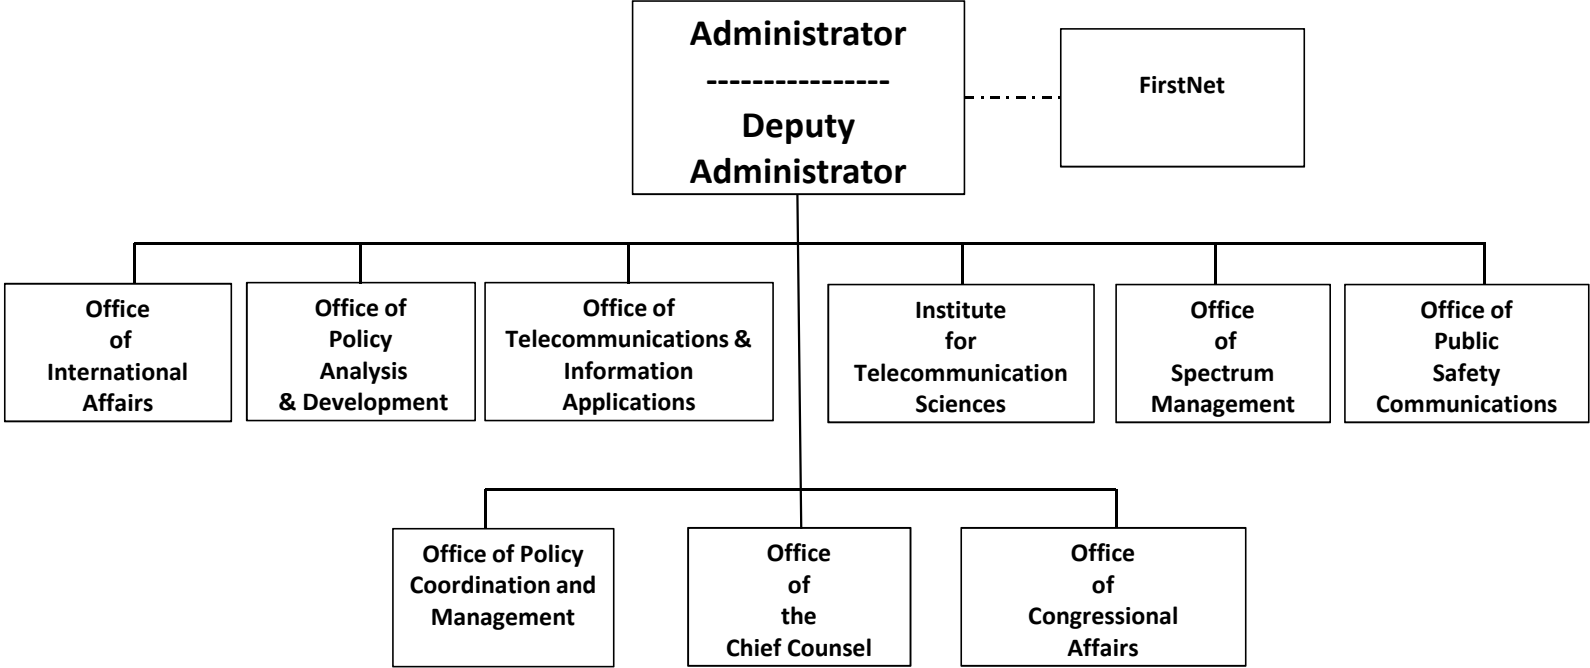 Administrator
----------------
Deputy
Administrator
FirstNet
Office
of
International
Affairs
Office of
Policy
Analysis
& Development
Office of
Telecommunications &
Information
Applications
Institute
for
Telecommunication
Sciences
Office
of
Spectrum
Management
Office of
Public
Safety
Communications
Office of Policy
Coordination and
Management
Office
of
the
Chief Counsel
Office
of
Congressional
Affairs